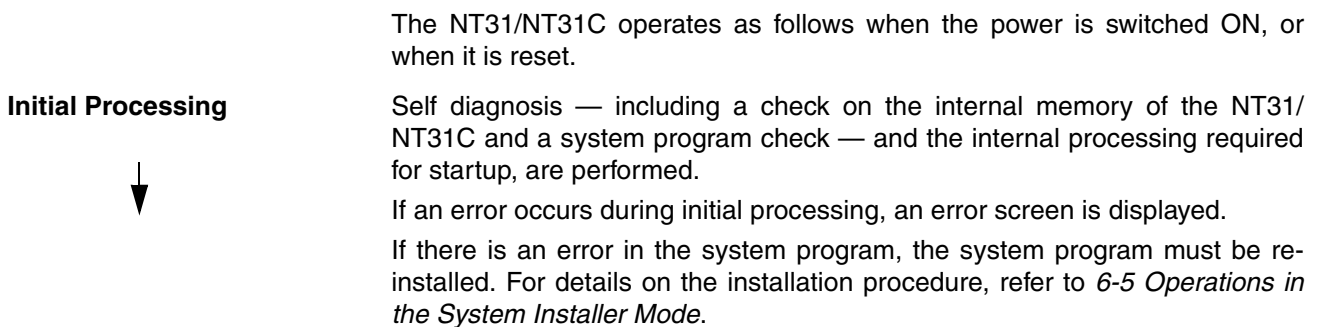 The NT31/NT31C operates as follows when the power is switched ON, or
when it is reset.
Initial Processing
Self diagnosis — including a check on the internal memory of the NT31/
NT31C and a system program check — and the internal processing required
for startup, are performed.
If an error occurs during initial processing, an error screen is displayed.
If there is an error in the system program, the system program must be re-
installed. For details on the installation procedure, refer to 6-5 Operations in
the System Installer Mode.